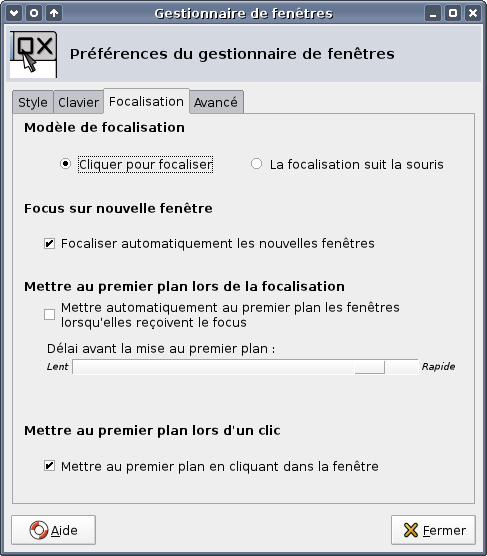 Gestionnaire de fenêtres
Préférences du gestionnaire de fenêtres
Style Clavier Focalisation Avancé
Modèle de focalisation
Cliquer pour focaliser La focalisation suit la souris
Focus sur nouvelle fenêtre
Focaliser automatiquement les nouvelles fenêtres
Mettre au premier plan lors de la focalisation
Mettre automatiquement au premier plan les fenêtres
lorsqu'elles reçoivent le focus
Délai avant la mise au premier plan :
Lent Rapide
Mettre au premier plan lors d'un clic
Mettre au premier plan en cliquant dans la fenêtre
Aide Fermer